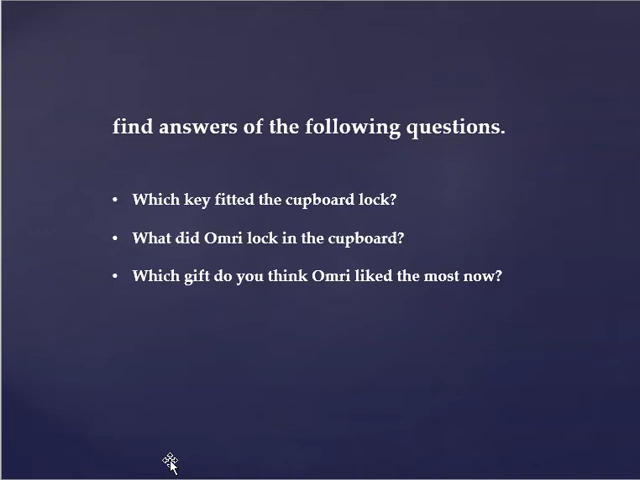 find answers of the following questions.
• Which key fitted the cupboard lock?
• What did Omri lock in the cupboard?
• Which gift do you think Omri liked the most now?